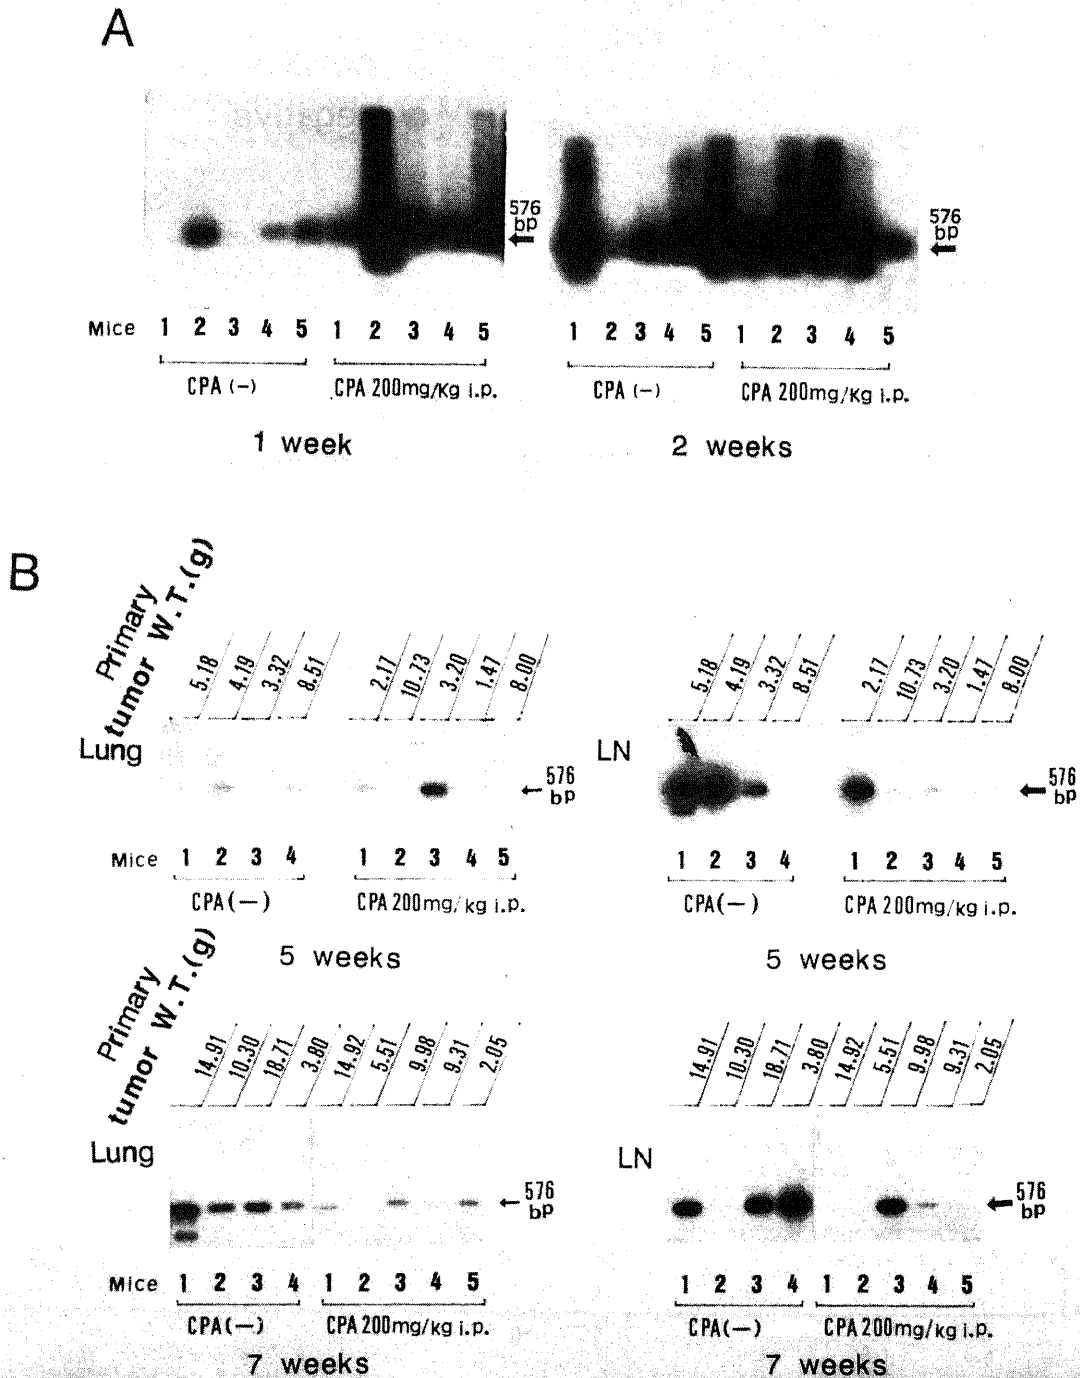 A
576 bp
576 bp
Mice 1 2 3 4 5 1 2 3 4 5
1 2 3 4 5 1 2 3 4 5
CPA (-) CPA 200mg/Kg i.p.
CPA (-) CPA 200mg/Kg i.p.
1 week
2 weeks
B
Primary tumor W.T.(g)
5.18 4.19 3.32 8.51 2.17 10.73 3.20 1.47 8.00
5.18 4.19 3.32 8.51 2.17 10.73 3.20 1.47 8.00
Lung
576 bp
LN
576 bp
Mice 1 2 3 4 1 2 3 4 5
1 2 3 4 1 2 3 4 5
CPA(—) CPA 200mg/kg i.p.
CPA(—) CPA 200mg/kg i.p.
5 weeks
5 weeks
Primary tumor W.T.(g)
14.91 10.30 18.71 3.80 14.92 5.51 9.98 9.31 2.05
14.91 10.30 18.71 3.80 14.92 5.51 9.98 9.31 2.05
Lung
576 bp
LN
576 bp
Mice 1 2 3 4 1 2 3 4 5
1 2 3 4 1 2 3 4 5
CPA(—) CPA 200mg/kg i.p.
CPA(—) CPA 200mg/kg i.p.
7 weeks
7 weeks